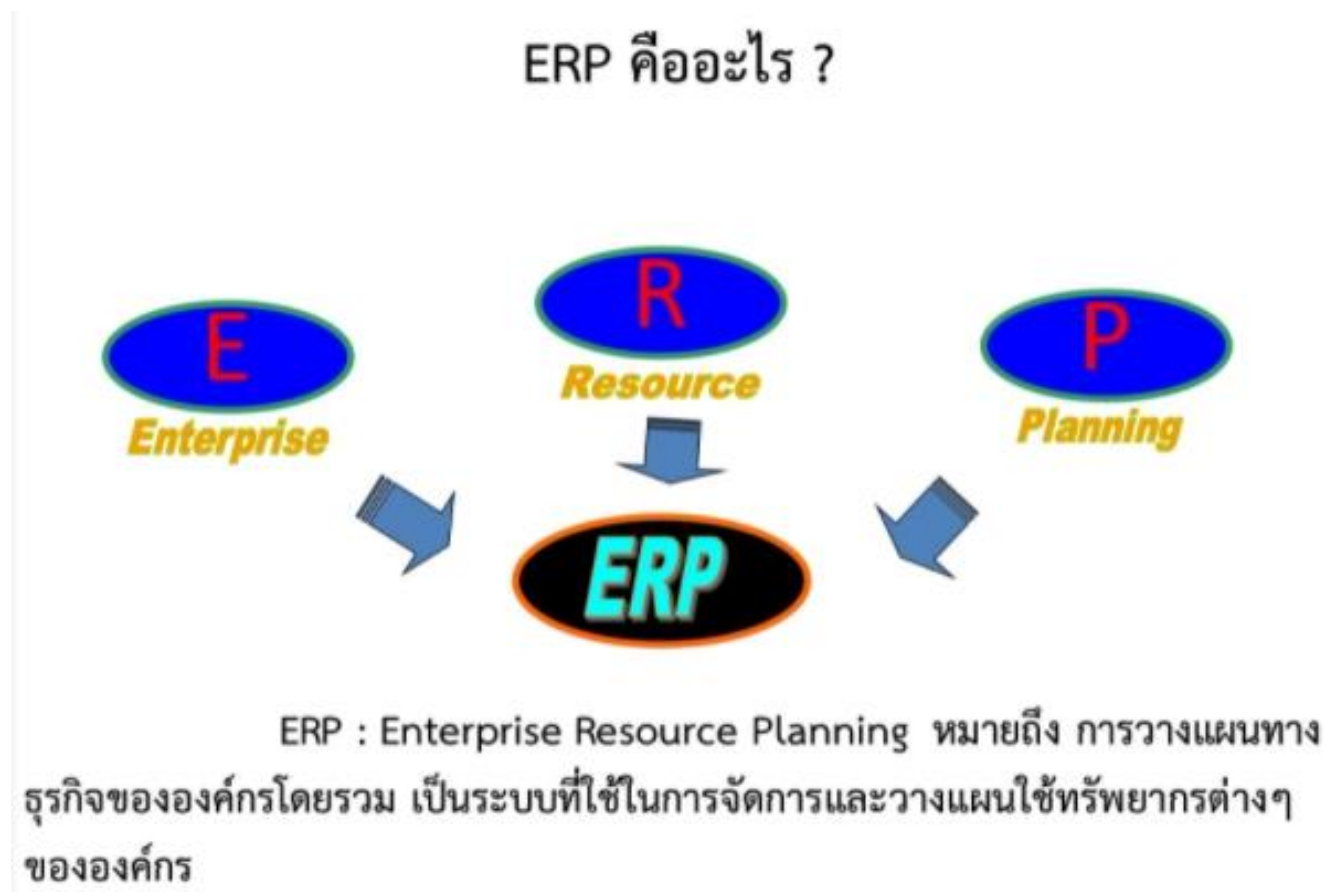 ERP คืออะไร ?
E
Enterprise
R
Resource
P
Planning
ERP
ERP : Enterprise Resource Planning หมายถึง การวางแผนทาง
ธุรกิจขององค์กรโดยรวม เป็นระบบที่ใช้ในการจัดการและวางแผนใช้ทรัพยากรต่างๆ
ขององค์กร